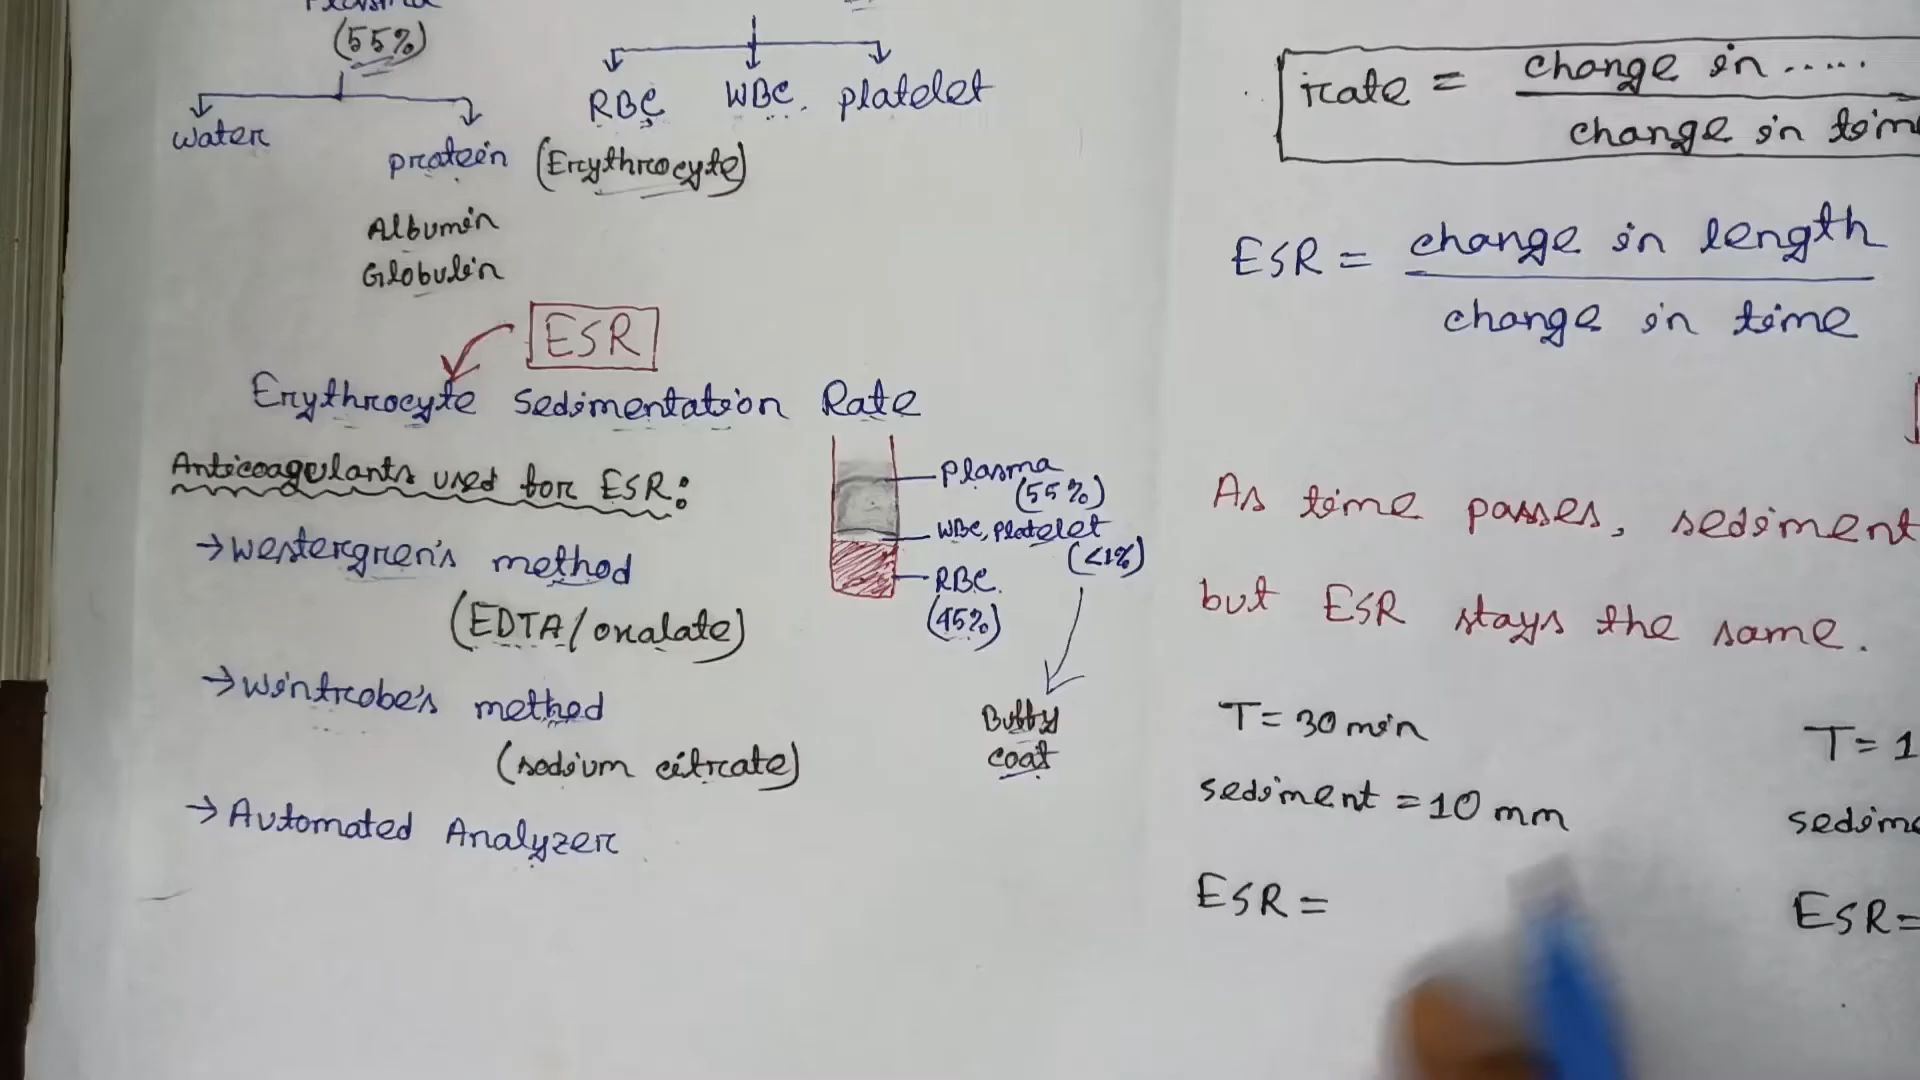 (55%)
RBC WBC. platelet
water
protein (Erythrocyte)
Albumin
Globulin
ESR
Erythrocyte Sedimentation Rate
Anticoagulants used for ESR:
→ Westergren's method
(EDTA/oxalate)
→ Wintrobe's method
(sodium citrate)
→ Automated Analyzer
Plasma
(55%)
WBC, Platelet
(<1%)
RBC.
(45%)
Buffy
coat
rate = change in .....
change in
ESR = change in length
change in time
As time passes, sediment
but ESR stays the same.
T = 30 min
sediment = 10 mm
ESR =
T = 1
ESR =